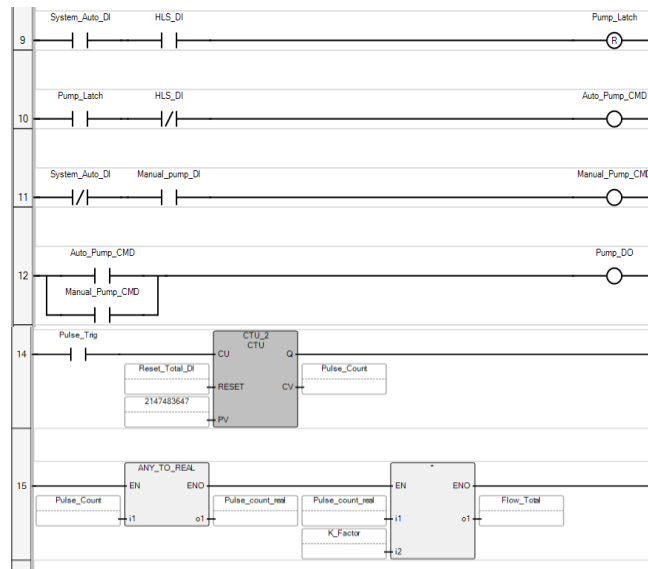 System_Auto_DI HLS_DI Pump_Latch
9 R
Pump_Latch HLS_DI Auto_Pump_CMD
10
System_Auto_DI Manual_pump_DI Manual_Pump_CMD
11
Auto_Pump_CMD Pump_DO
12
Manual_Pump_CMD
Pulse_Trig CTU_2
CTU
14 CU Q
Reset_Total_DI Pulse_Count
RESET CV
2147483647
PV
ANY_TO_REAL
15 EN ENO EN ENO
Pulse_Count Pulse_count_real Pulse_count_real Flow_Total
i1 o1 i1 o1
K_Factor
i2